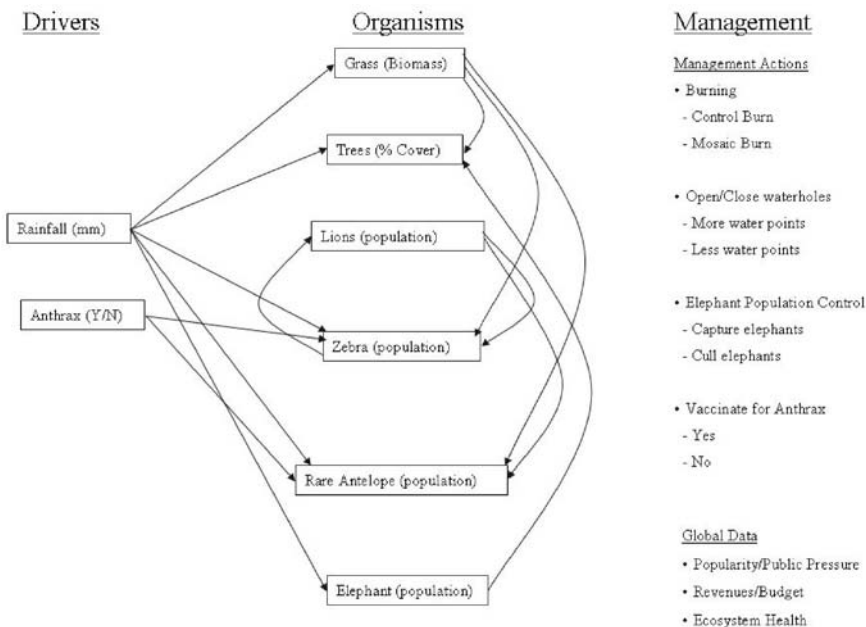 Drivers
Organisms
Management
Grass (Biomass)
Trees (% Cover)
Rainfall (mm)
Lions (population)
Anthrax (Y/N)
Zebra (population)
Rare Antelope (population)
Elephant (population)
Management Actions
• Burning
- Control Burn
- Mosaic Burn
• Open/Close waterholes
- More water points
- Less water points
• Elephant Population Control
- Capture elephants
- Cull elephants
• Vaccinate for Anthrax
- Yes
- No
Global Data
• Popularity/Public Pressure
• Revenues/Budget
• Ecosystem Health